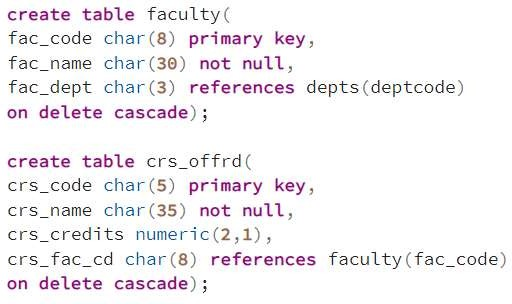 create table faculty(
fac_code char(8) primary key,
fac_name char(30) not null,
fac_dept char(3) references depts(deptcode)
on delete cascade);
create table crs_offrd(
crs_code char(5) primary key,
crs_name char(35) not null,
crs_credits numeric(2,1),
crs_fac_cd char(8) references faculty(fac_code)
on delete cascade);